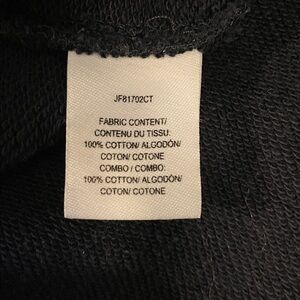 JF81702CT
FABRIC CONTENT/
CONTENU DU TISSU:
100% COTTON/ ALGODÓN/
COTON/ COTONE
COMBO / COMBO:
100% COTTON/ ALGODÓN/
COTON/ COTONE